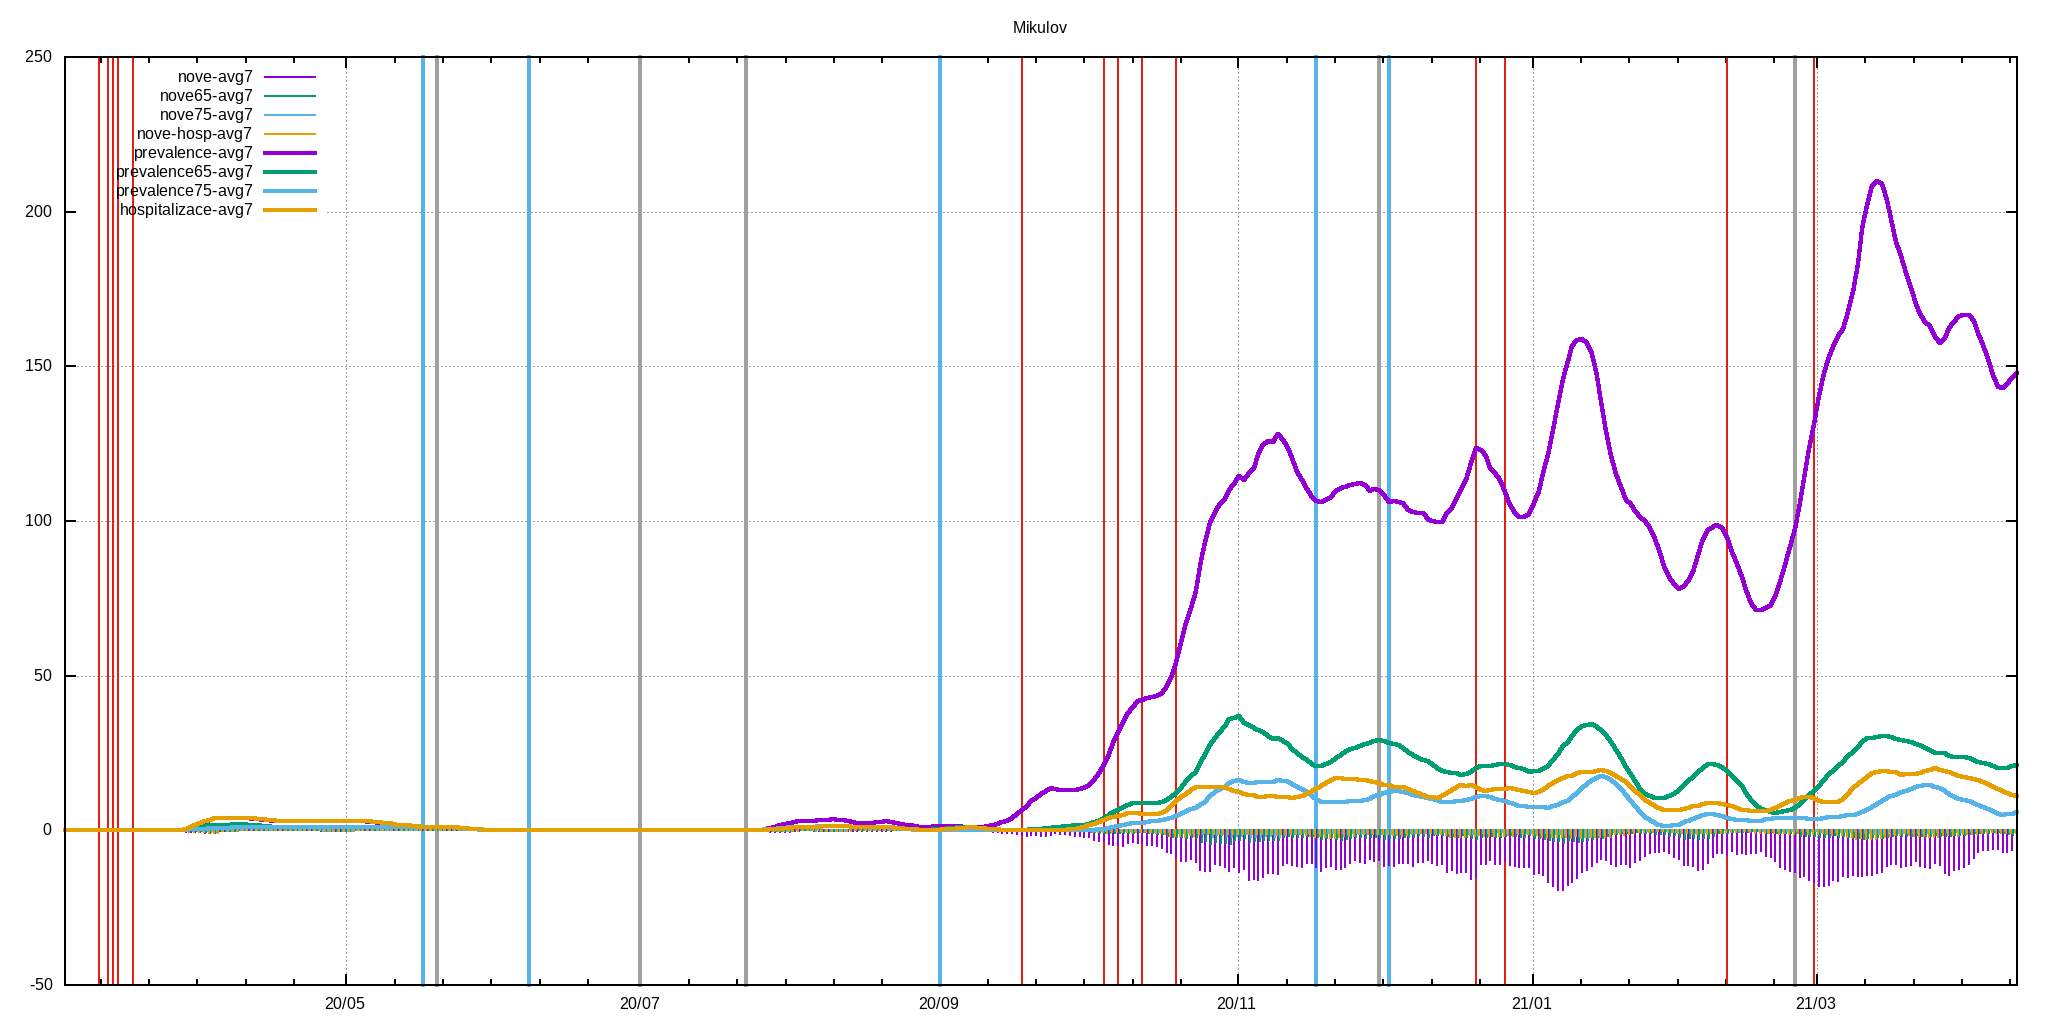 Mikulov
250
200
150
100
50
0
-50
nove-avg7
nove65-avg7
nove75-avg7
nove-hosp-avg7
prevalence-avg7
prevalence65-avg7
prevalence75-avg7
hospitalizace-avg7
20/05 20/07 20/09 20/11 21/01 21/03